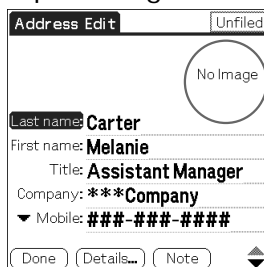 Address Edit Unfiled
No Image
Last name: Carter
First name: Melanie
Title: Assistant Manager
Company: ***Company
Mobile: ###-###-####
Done Details... Note